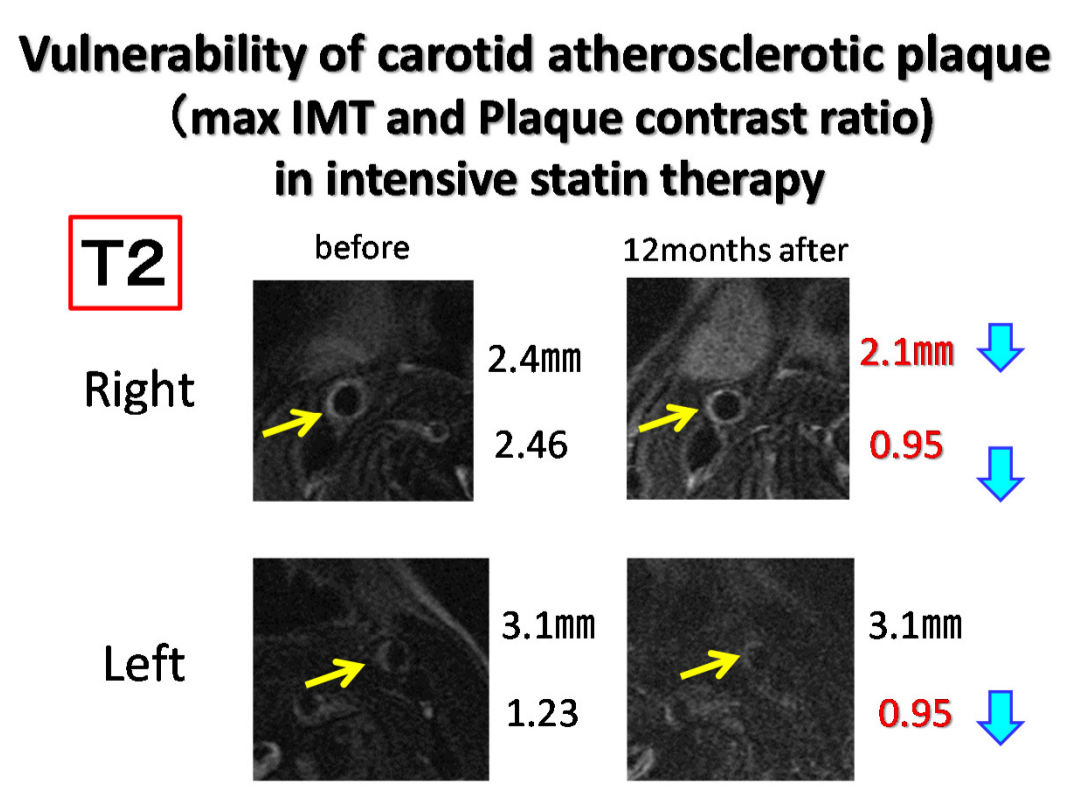 Vulnerability of carotid atherosclerotic plaque
（max IMT and Plaque contrast ratio)
in intensive statin therapy
T2
before
12months after
Right
2.4㎜
2.1㎜
2.46
0.95
Left
3.1㎜
3.1㎜
1.23
0.95